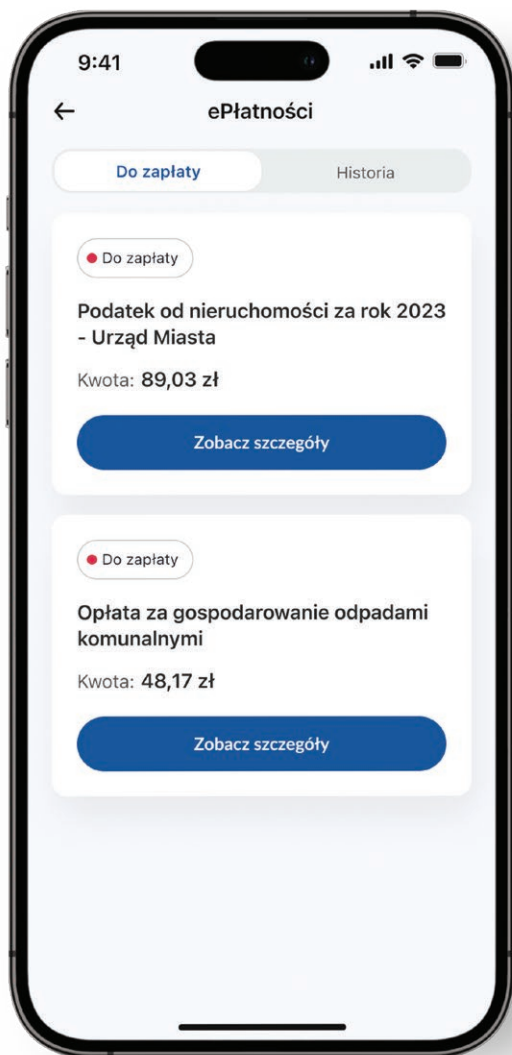 9:41
ePłatności
Do zapłaty
Historia
Do zapłaty
Podatek od nieruchomości za rok 2023
- Urząd Miasta
Kwota: 89,03 zł
Zobacz szczegóły
Do zapłaty
Opłata za gospodarowanie odpadami
komunalnymi
Kwota: 48,17 zł
Zobacz szczegóły